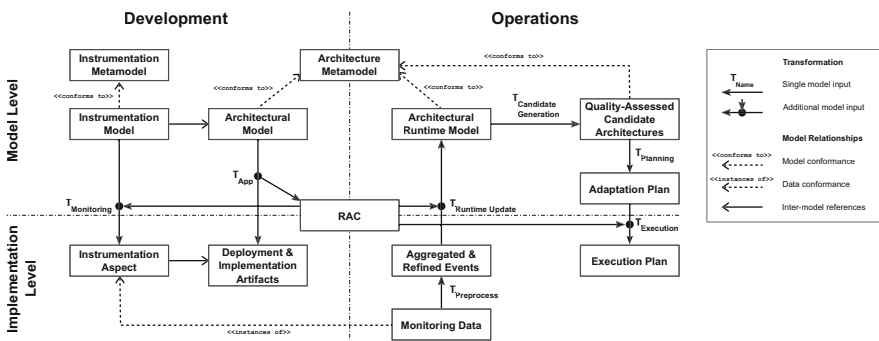 Development
Operations
Model Level
Implementation
Level
Instrumentation
Metamodel
Architecture
Metamodel
<<conforms to>>
<<conforms to>>
<<conforms to>>
<<conforms to>>
Instrumentation
Model
Architectural
Model
Architectural
Runtime Model
T Candidate
Generation
Quality-Assessed
Candidate
Architectures
T Planning
T App
Adaptation Plan
T Monitoring
RAC
T Runtime Update
T Execution
Instrumentation
Aspect
Deployment &
Implementation
Artifacts
Aggregated &
Refined Events
Execution Plan
T Preprocess
<<instances of>>
Monitoring Data
Transformation
T Name
Single model input
Additional model input
Model Relationships
<<conforms to>>
Model conformance
<<instances of>>
Data conformance
Inter-model references